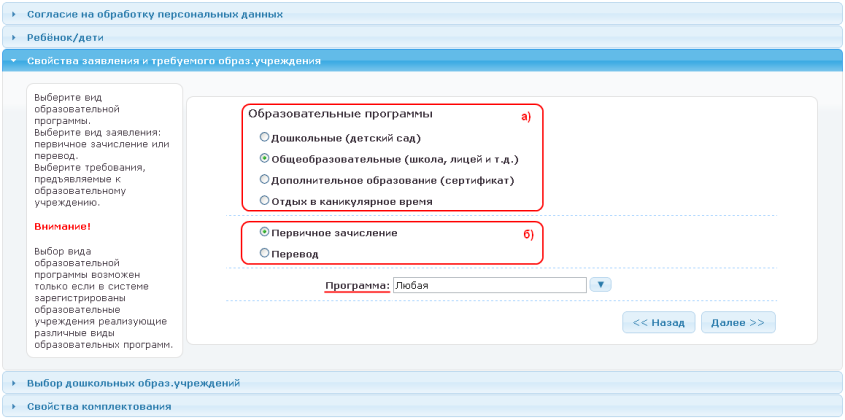 Согласие на обработку персональных данных
Ребёнок/дети
Свойства заявления и требуемого образ.учреждения
Выберите вид
образовательной
программы.
Выберите вид заявления:
первичное зачисление или
перевод.
Выберите требования,
предъявляемые к
образовательному
учреждению.
Внимание!
Выбор вида
образовательной
программы возможен
только если в системе
зарегистрированы
образовательные
учреждения реализующие
различные виды
образовательных программ.
Образовательные программы
а)
Дошкольные (детский сад)
Общеобразовательные (школа, лицей и т.д.)
Дополнительное образование (сертификат)
Отдых в каникулярное время
Первичное зачисление
б)
Перевод
Программа: Любая
<< Назад Далее >>
Выбор дошкольных образ.учреждений
Свойства комплектования